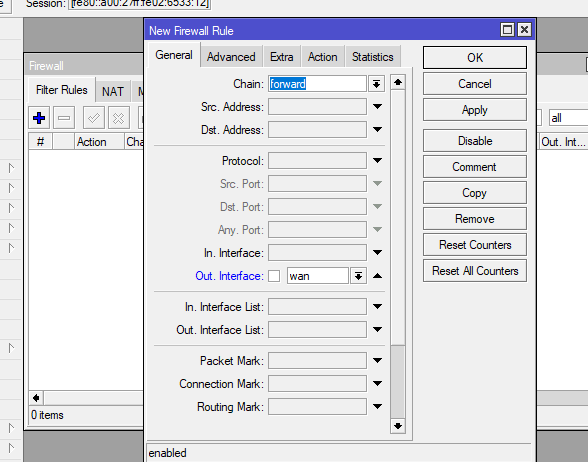 Session: [fe80::a00:27ff:fe02:6533:12]
New Firewall Rule
Firewall
General Advanced Extra Action Statistics
Filter Rules NAT
# Action Out. Int...
all
Chain: forward
Src. Address:
Dst. Address:
Protocol:
Src. Port:
Dst. Port:
Any. Port:
In. Interface:
Out. Interface: wan
In. Interface List:
Out. Interface List:
Packet Mark:
Connection Mark:
Routing Mark:
OK
Cancel
Apply
Disable
Comment
Copy
Remove
Reset Counters
Reset All Counters
0 items
enabled